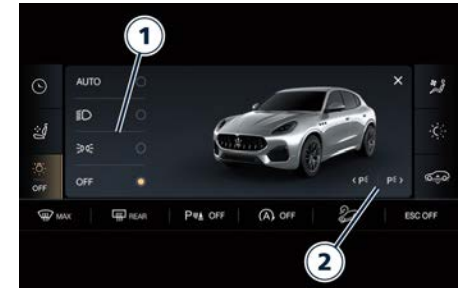 1
AUTO
OFF
OFF
‹ P P ›
MAX
REAR
P OFF
(A) OFF
ESC OFF
2